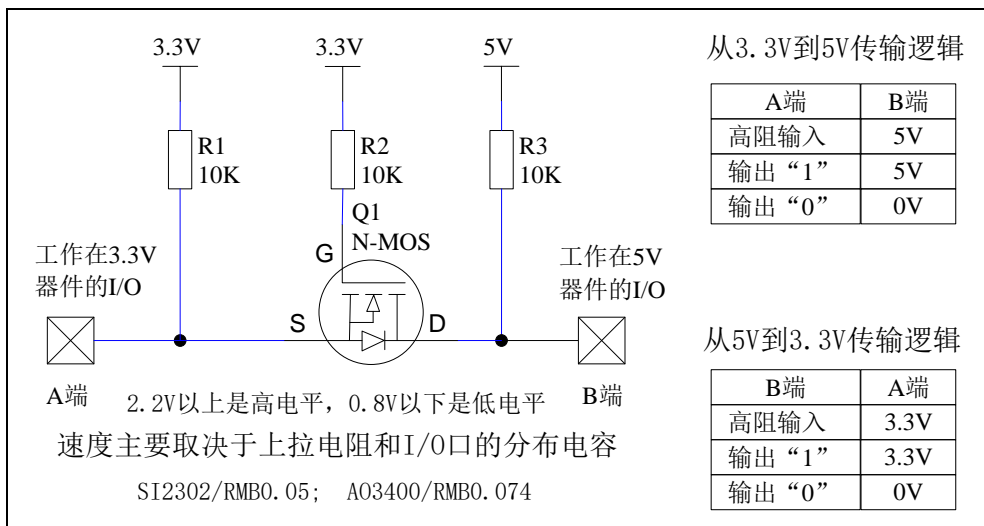 3.3V 3.3V 5V
从3.3V到5V传输逻辑
A端 B端
高阻输入 5V
输出“1” 5V
输出“0” 0V
R1
10K
R2
10K
R3
10K
Q1
N-MOS
G
S
D
工作在3.3V
器件的I/O
工作在5V
器件的I/O
A端
B端
2.2V以上是高电平，0.8V以下是低电平
速度主要取决于上拉电阻和I/O口的分布电容
SI2302/RMB0.05; AO3400/RMB0.074
从5V到3.3V传输逻辑
B端 A端
高阻输入 3.3V
输出“1” 3.3V
输出“0” 0V